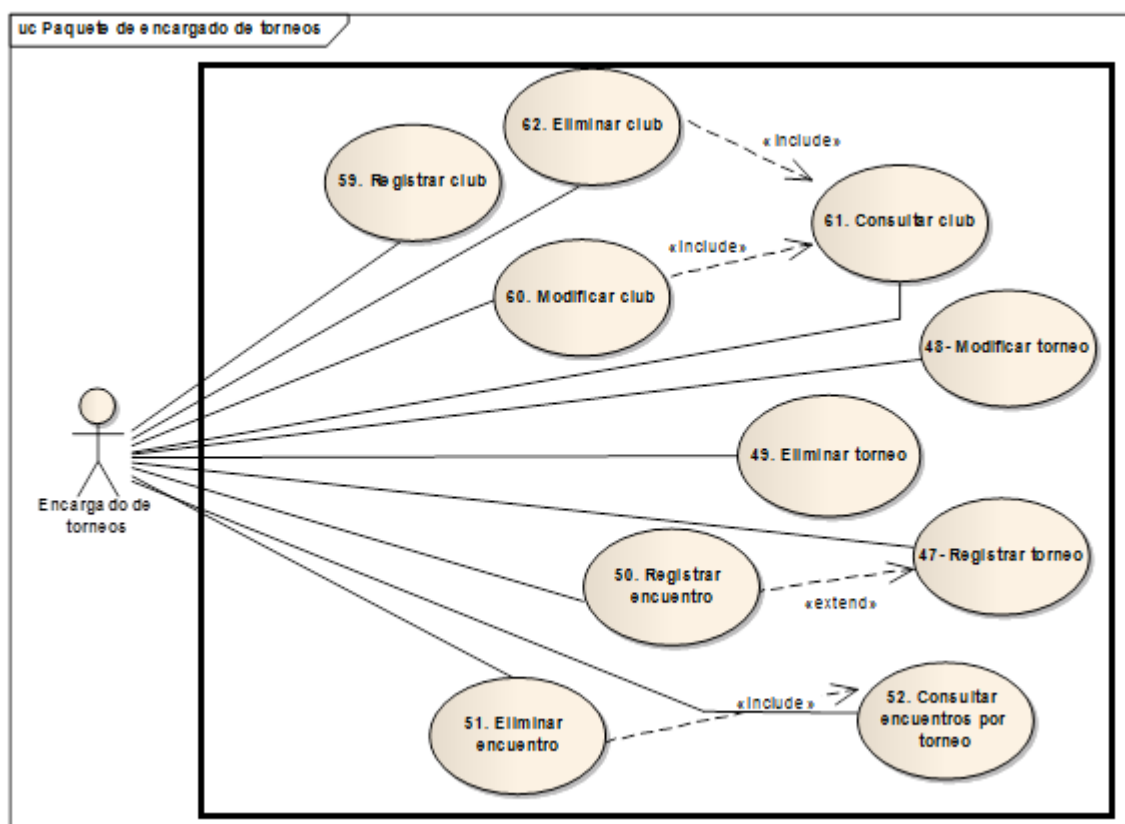 uc Paquete de encargado de torneos
62. Eliminar club
«include»
59. Registrar club
61. Consultar club
«include»
60. Modificar club
48- Modificar torneo
49. Eliminar torneo
Encargado de
torneos
47- Registrar torneo
50. Registrar
encuentro
«extend»
52. Consultar
encuentros por
torneo
«include»
51. Eliminar
encuentro